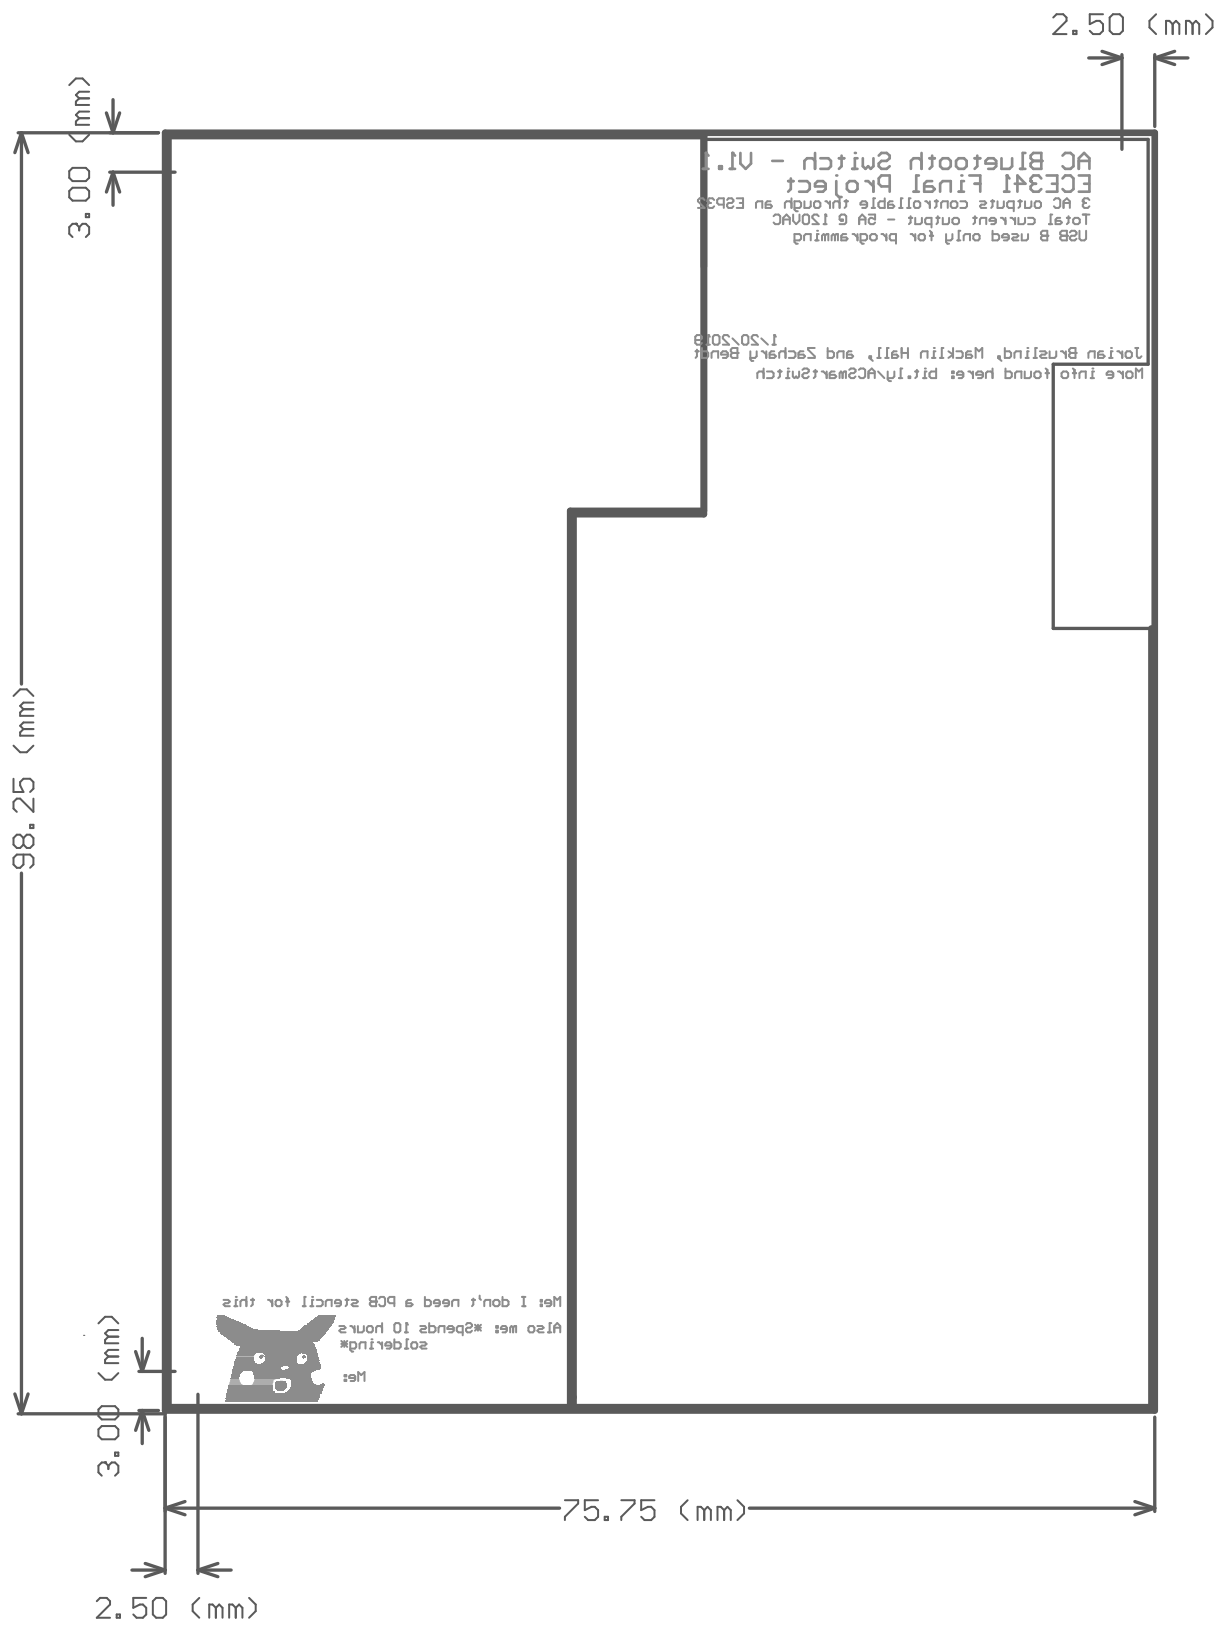 2.50 (mm)
3.00 (mm)
AC Bluetooth Switch - V1.1
ECE341 Final Project
3 AC outputs controllable through an ESP32
Total current output - 5A @ 120VAC
USB B used only for programming
1/20/2019
Jorian Bruslind, Macklin Hall, and Zachary Bendt
More info found here: bit.ly/ACSmartSwitch
98.25 (mm)
Me: I don't need a PCB stencil for this
Also me: *Spends 10 hours
soldering*
Me:
3.00 (mm)
75.75 (mm)
2.50 (mm)